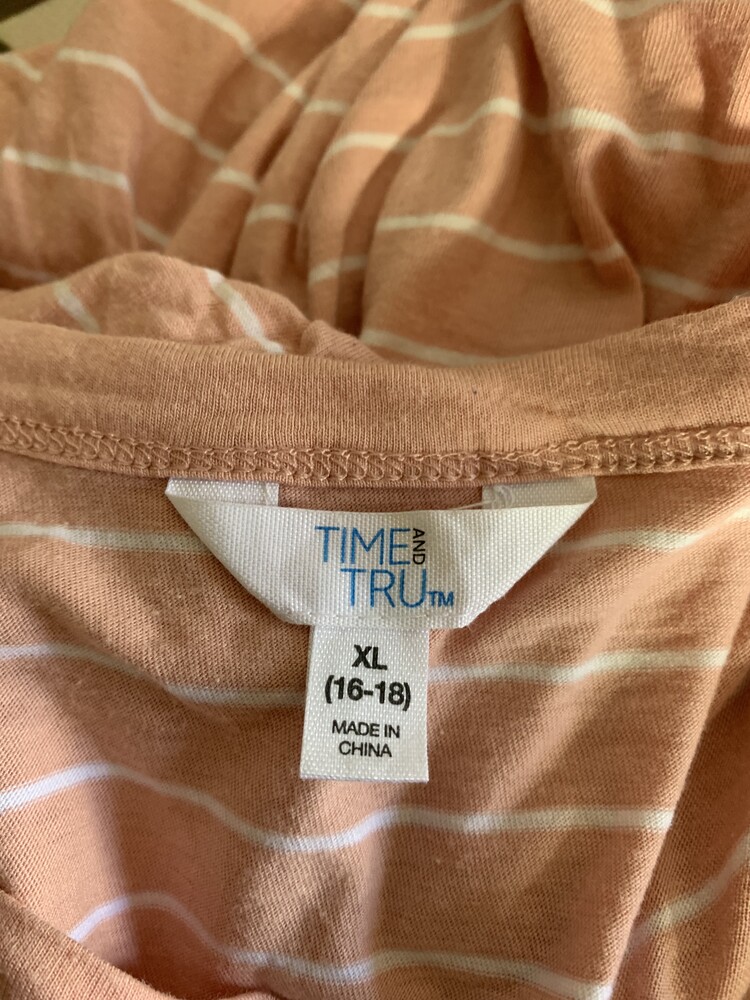 TIME AND
TRU™
XL
(16-18)
MADE IN
CHINA